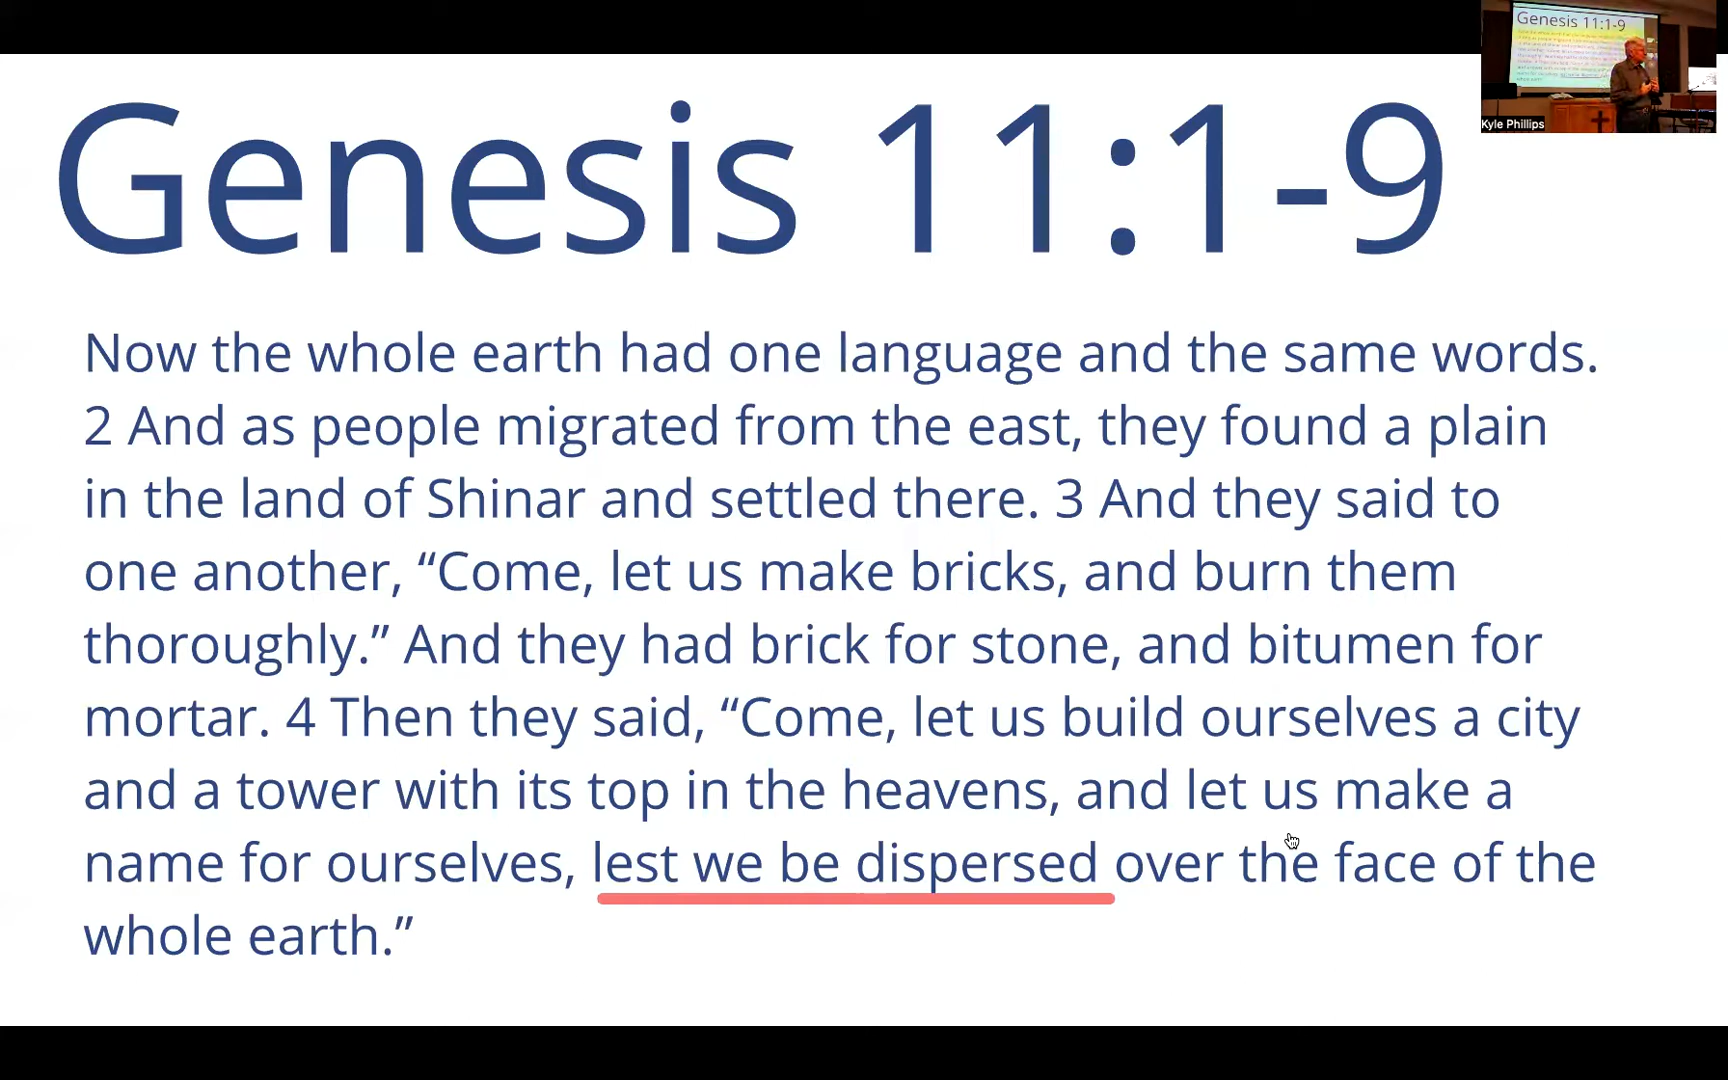 Genesis 11:1-9
Genesis 11:1-9
Kyle Phillips
Now the whole earth had one language and the same words.
2 And as people migrated from the east, they found a plain
in the land of Shinar and settled there. 3 And they said to
one another, “Come, let us make bricks, and burn them
thoroughly.” And they had brick for stone, and bitumen for
mortar. 4 Then they said, “Come, let us build ourselves a city
and a tower with its top in the heavens, and let us make a
name for ourselves, lest we be dispersed over the face of the
whole earth.”